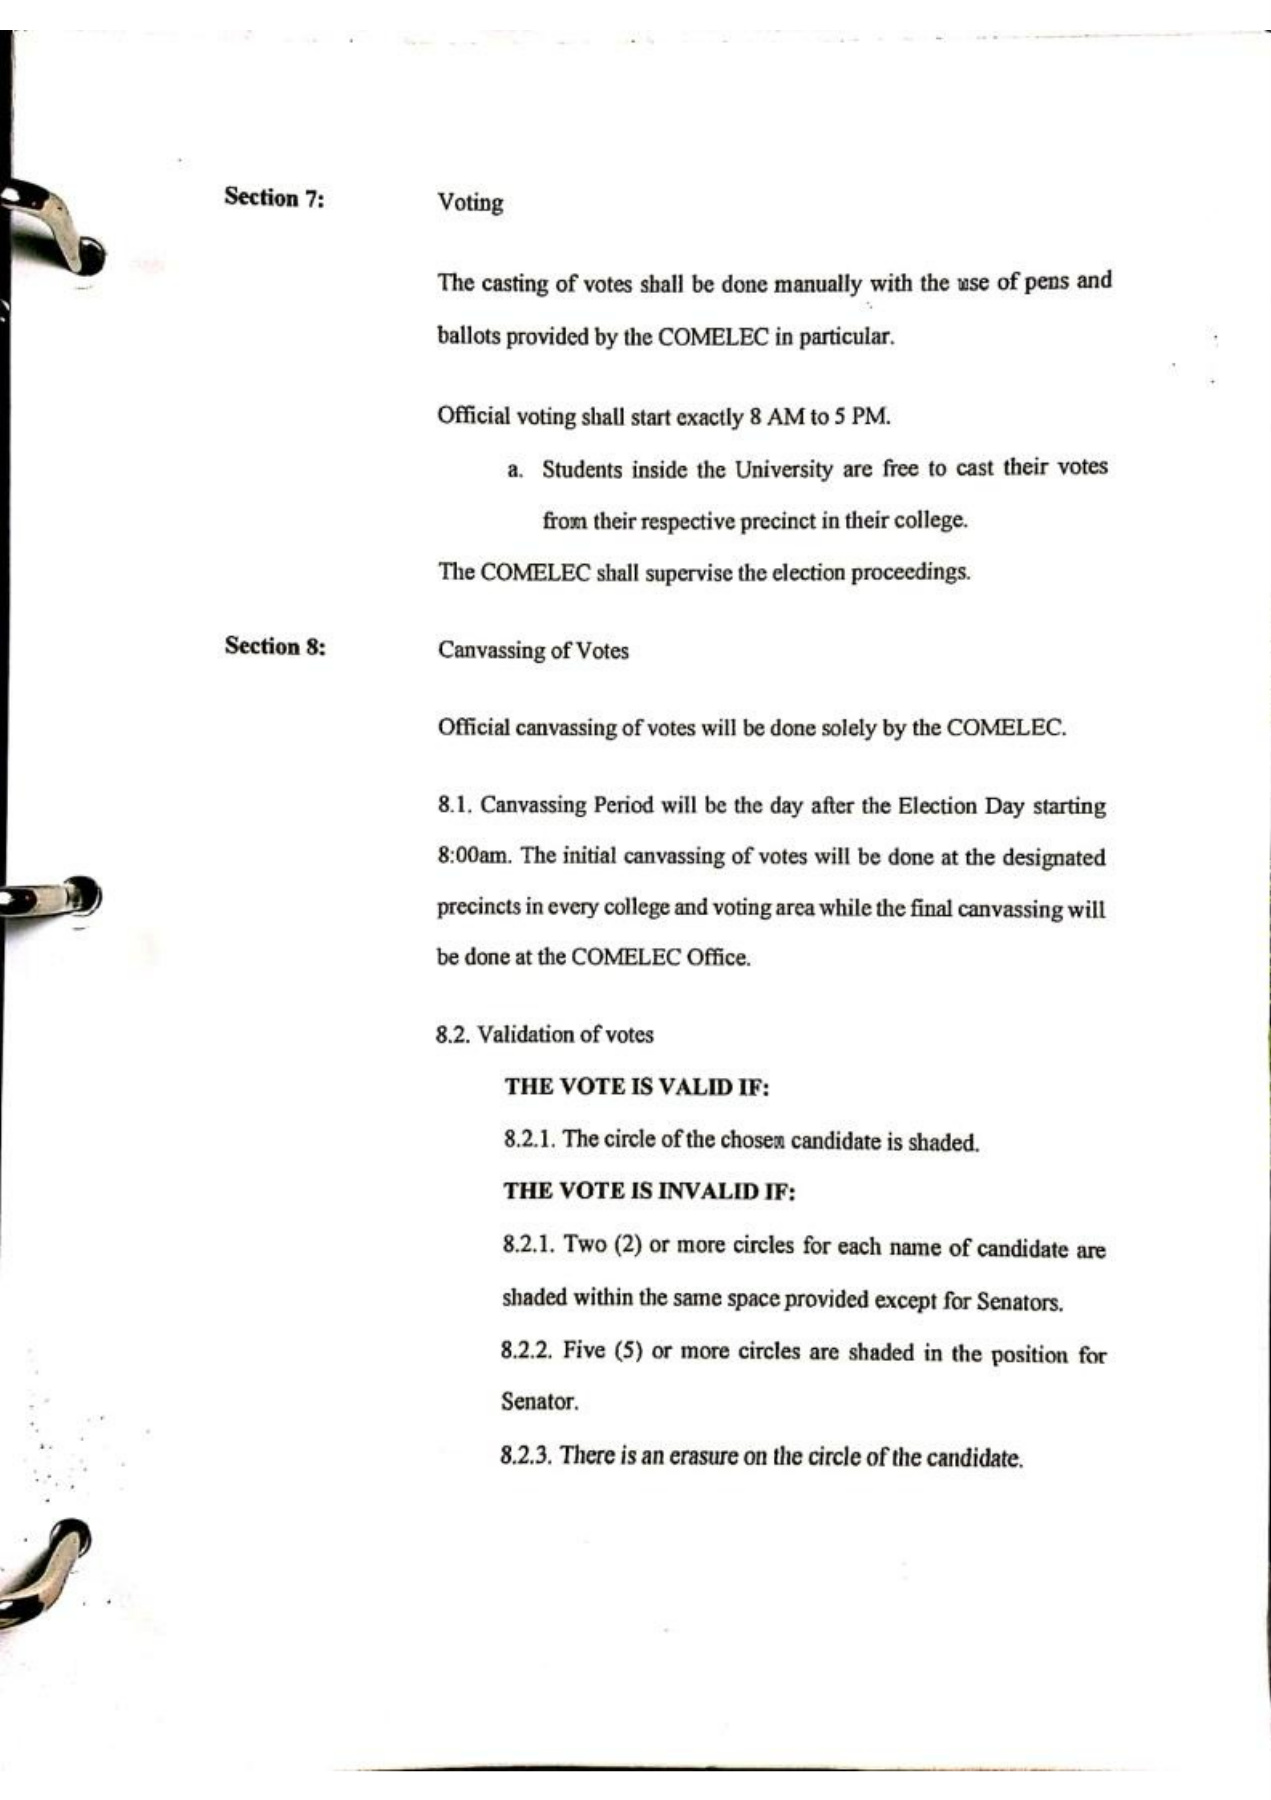 Section 7:
Voting
The casting of votes shall be done manually with the use of pens and
ballots provided by the COMELEC in particular.
Official voting shall start exactly 8 AM to 5 PM.
a. Students inside the University are free to cast their votes
from their respective precinct in their college.
The COMELEC shall supervise the election proceedings.
Section 8:
Canvassing of Votes
Official canvassing of votes will be done solely by the COMELEC.
8.1. Canvassing Period will be the day after the Election Day starting
8:00am. The initial canvassing of votes will be done at the designated
precincts in every college and voting area while the final canvassing will
be done at the COMELEC Office.
8.2. Validation of votes
THE VOTE IS VALID IF:
8.2.1. The circle of the chosen candidate is shaded.
THE VOTE IS INVALID IF:
8.2.1. Two (2) or more circles for each name of candidate are
shaded within the same space provided except for Senators.
8.2.2. Five (5) or more circles are shaded in the position for
Senator.
8.2.3. There is an erasure on the circle of the candidate.